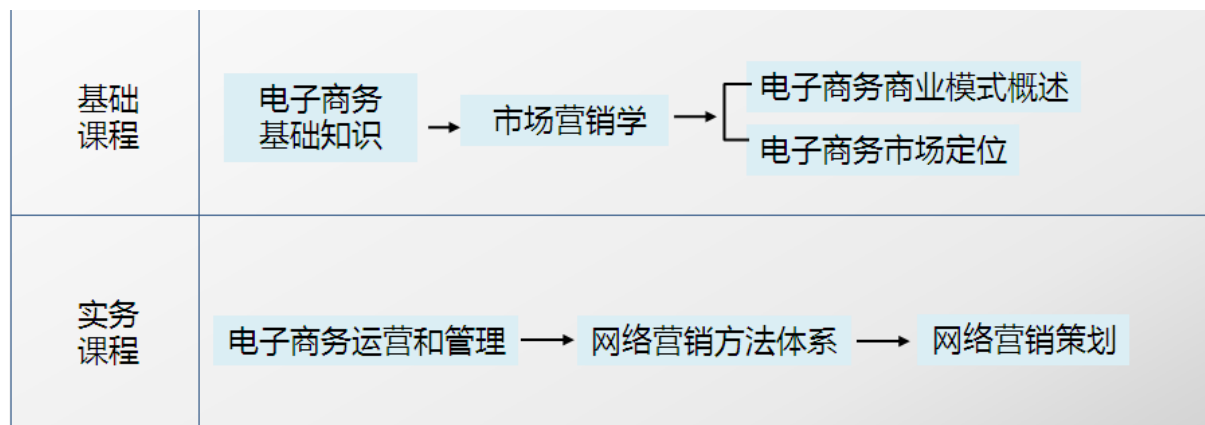 基础
课程
电子商务
基础知识
市场营销学
电子商务商业模式概述
电子商务市场定位
实务
课程
电子商务运营和管理
网络营销方法体系
网络营销策划